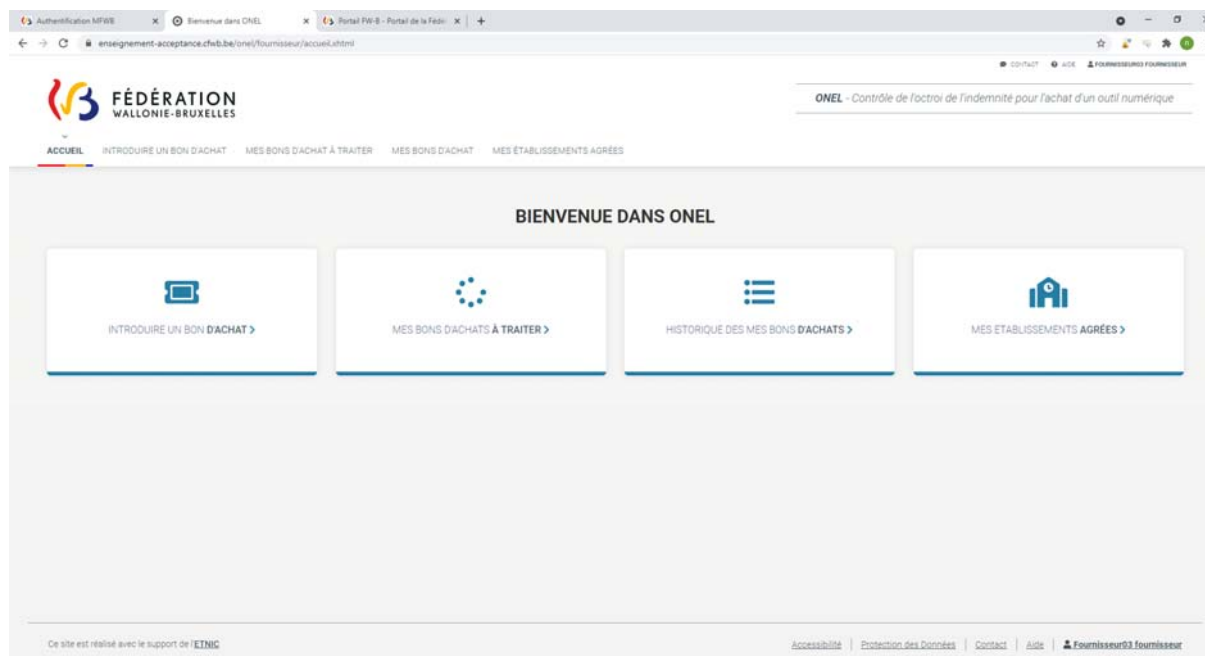 Authentification MFWB
Bienvenue dans ONEL
Portail FW-B - Portail de la Fédér
enseignement-acceptance.cfwb.be/onel/fournisseur/accueil.xhtml
CONTACT AIDE FOURNISSEUR03 FOURNISSEUR
FÉDÉRATION
WALLONIE-BRUXELLES
ONEL - Contrôle de l'octroi de l'indemnité pour l'achat d'un outil numérique
ACCUEIL INTRODUIRE UN BON D'ACHAT MES BONS D'ACHAT À TRAITER MES BONS D'ACHAT MES ÉTABLISSEMENTS AGRÉES
BIENVENUE DANS ONEL
INTRODUIRE UN BON D'ACHAT >
MES BONS D'ACHATS À TRAITER >
HISTORIQUE DES MES BONS D'ACHATS >
MES ETABLISSEMENTS AGRÉES >
Ce site est réalisé avec le support de l'ETNIC
Accessibilité | Protection des Données | Contact | Aide | Fournisseur03 fournisseur